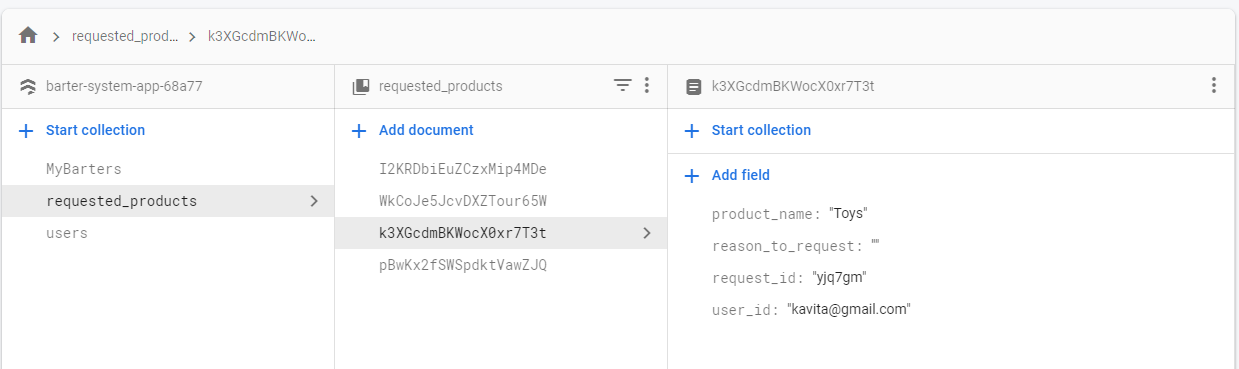 requested_prod... k3XGcdmBKWo...
barter-system-app-68a77
Start collection
MyBarters
requested_products
users
requested_products
Add document
I2KRDbiEuZCzxMip4MDe
WkCoJe5JcvDXZTour65W
k3XGcdmBKWocX0xr7T3t
pBwKx2fSWSpdktVawZJQ
k3XGcdmBKWocX0xr7T3t
Start collection
Add field
product_name: "Toys"
reason_to_request: ""
request_id: "yjq7gm"
user_id: "kavita@gmail.com"